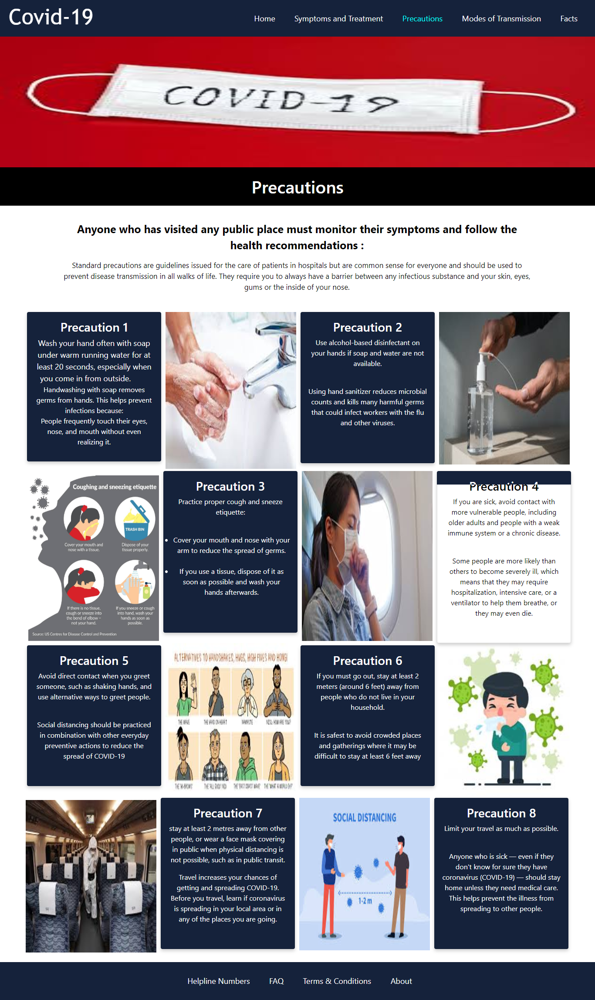 Covid-19
Home
Symptoms and Treatment
Precautions
Modes of Transmission
Facts
COVID-19
Precautions
Anyone who has visited any public place must monitor their symptoms and follow the
health recommendations :
Standard precautions are guidelines issued for the care of patients in hospitals but are common sense for everyone and should be used to
prevent disease transmission in all walks of life. They require you to always have a barrier between any infectious substance and your skin, eyes,
gums or the inside of your nose.
Precaution 1
Wash your hand often with soap
under warm running water for at
least 20 seconds, especially when
you come in from outside.
Handwashing with soap removes
germs from hands. This helps prevent
infections because:
People frequently touch their eyes,
nose, and mouth without even
realizing it.
Precaution 2
Use alcohol-based disinfectant on
your hands if soap and water are not
available.
Using hand sanitizer reduces microbial
counts and kills many harmful germs
that could infect workers with the flu
and other viruses.
Coughing and sneezing etiquette
TRASH BIN
Cover your mouth and
nose with a tissue.
Dispose of your
tissue properly.
If there is no tissue,
cough or sneeze into
the bend of elbow –
not your hand.
If you sneeze or cough
into hand, wash your
hands as soon as
possible.
Source: US Centres for Disease Control and Prevention
Precaution 3
Practice proper cough and sneeze
etiquette:
• Cover your mouth and nose with your
arm to reduce the spread of germs.
• If you use a tissue, dispose of it as
soon as possible and wash your
hands afterwards.
Precaution 4
If you are sick, avoid contact with
more vulnerable people, including
older adults and people with a weak
immune system or a chronic disease.
Some people are more likely than
others to become severely ill, which
means that they may require
hospitalization, intensive care, or a
ventilator to help them breathe, or
they may even die.
Precaution 5
Avoid direct contact when you greet
someone, such as shaking hands, and
use alternative ways to greet people.
Social distancing should be practiced
in combination with other everyday
preventive actions to reduce the
spread of COVID-19
ALTERNATIVES TO HANDSHAKES, HUGS, HIGH FIVES AND HONGI
THE WAVE
THE HAND ON HEART
NAMASTE
NZSL: HOW ARE YOU?
THE 'HI-BROWS'
THE 'ALL GOOD' NOD
THE 'EAST COAST WAVE'
THE 'WHAT A WORLD EH?'
Precaution 6
If you must go out, stay at least 2
meters (around 6 feet) away from
people who do not live in your
household.
It is safest to avoid crowded places
and gatherings where it may be
difficult to stay at least 6 feet away
Precaution 7
stay at least 2 metres away from other
people, or wear a face mask covering
in public when physical distancing is
not possible, such as in public transit.
Travel increases your chances of
getting and spreading COVID-19.
Before you travel, learn if coronavirus
is spreading in your local area or in
any of the places you are going.
SOCIAL DISTANCING
1-2 m
Precaution 8
Limit your travel as much as possible.
Anyone who is sick — even if they
don't know for sure they have
coronavirus (COVID-19) — should stay
home unless they need medical care.
This helps prevent the illness from
spreading to other people.
Helpline Numbers
FAQ
Terms & Conditions
About